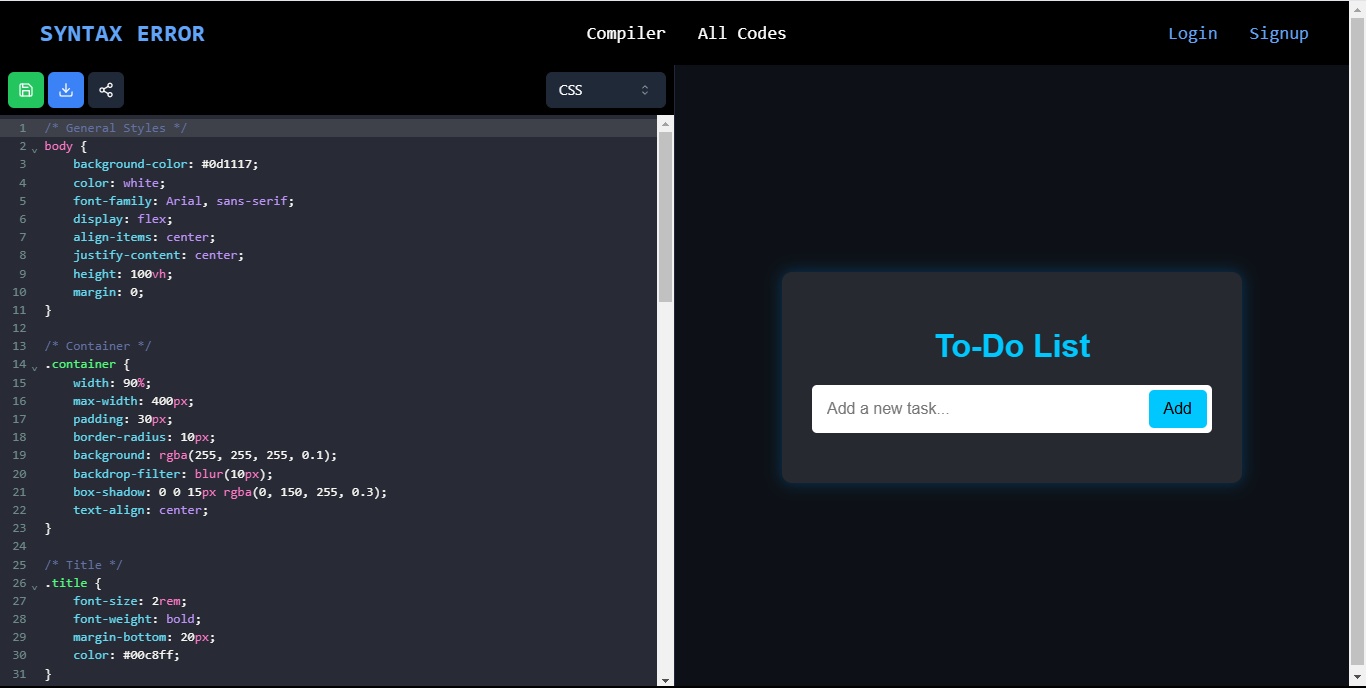 SYNTAX ERROR
Compiler All Codes
Login Signup
CSS
1 /* General Styles */
2 body {
3 background-color: #0d1117;
4 color: white;
5 font-family: Arial, sans-serif;
6 display: flex;
7 align-items: center;
8 justify-content: center;
9 height: 100vh;
10 margin: 0;
11 }
12
13 /* Container */
14 .container {
15 width: 90%;
16 max-width: 400px;
17 padding: 30px;
18 border-radius: 10px;
19 background: rgba(255, 255, 255, 0.1);
20 backdrop-filter: blur(10px);
21 box-shadow: 0 0 15px rgba(0, 150, 255, 0.3);
22 text-align: center;
23 }
24
25 /* Title */
26 .title {
27 font-size: 2rem;
28 font-weight: bold;
29 margin-bottom: 20px;
30 color: #00c8ff;
31 }
To-Do List
Add a new task...
Add